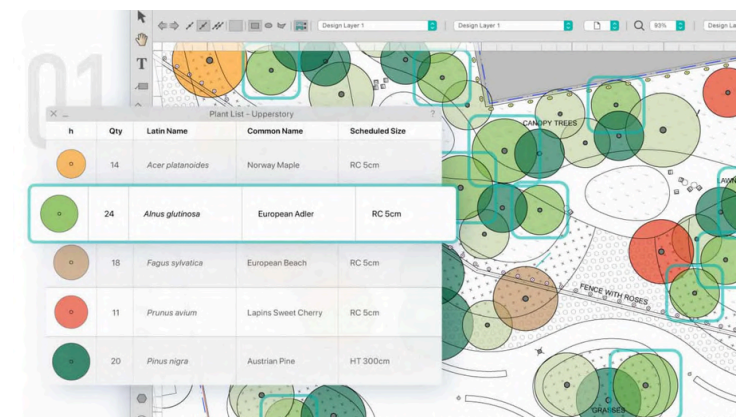 01
Design Layer 1
Design Layer 1
93%
Design La
T
Plant List - Upperstory
?
h Qty Latin Name Common Name Scheduled Size
14 Acer platanoides Norway Maple RC 5cm
24 Alnus glutinosa European Adler RC 5cm
18 Fagus sylvatica European Beach RC 5cm
11 Prunus avium Lapins Sweet Cherry RC 5cm
20 Pinus nigra Austrian Pine HT 300cm
CANOPY TREES
LAWN
FENCE WITH ROSES
GRASSES